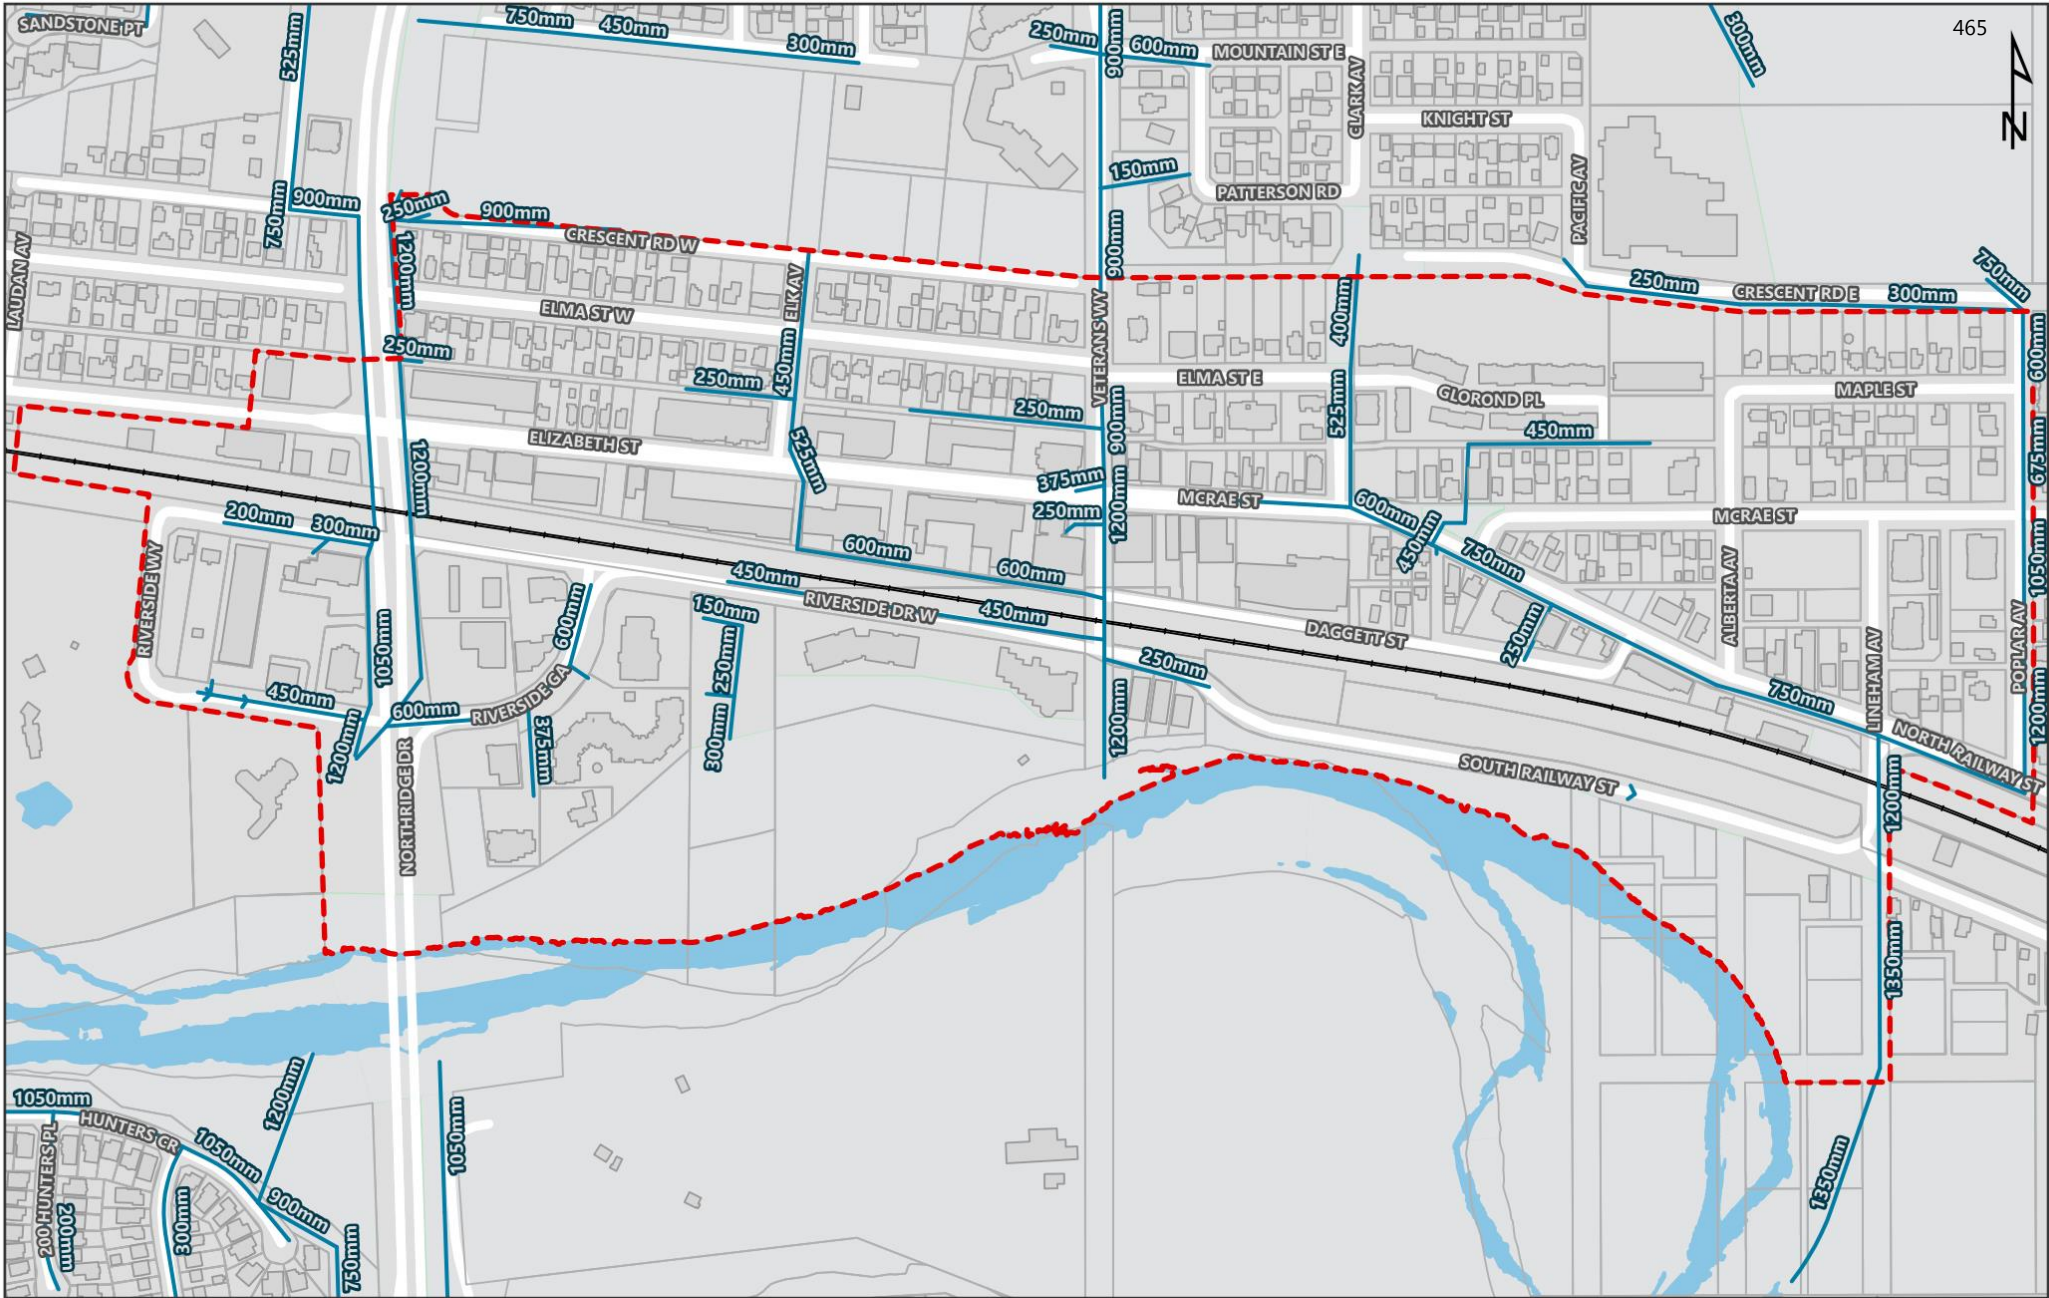 SANDSTONE PT
525mm
750mm
450mm
300mm
250mm
600mm
900mm
MOUNTAIN ST E
CLARK AV
300mm
465
N
KNIGHT ST
150mm
PATTERSON RD
PACIFIC AV
750mm
900mm
250mm
900mm
CRESCENT RD W
900mm
1200mm
LAUDAN AV
ELK AV
ELMA ST W
VETERANS WY
400mm
250mm
CRESCENT RD E
300mm
750mm
600mm
250mm
250mm
450mm
250mm
ELMA ST E
GLOROND PL
MAPLE ST
900mm
525mm
450mm
675mm
ELIZABETH ST
525mm
1200mm
375mm
250mm
1200mm
MCRAE ST
600mm
450mm
750mm
MCRAE ST
200mm
300mm
RIVERSIDE WY
600mm
600mm
450mm
RIVERSIDE DR W
450mm
150mm
250mm
300mm
600mm
1050mm
DAGGETT ST
250mm
ALBERTA AV
LINEHAM AV
POPLAR AV
1050mm
450mm
600mm
RIVERSIDE GA
375mm
250mm
1200mm
750mm
NORTH RAILWAY ST
1200mm
1200mm
NORTHRIDGE DR
SOUTH RAILWAY ST
1200mm
1350mm
1050mm
HUNTERS CR
200 HUNTERS PL
200mm
1050mm
300mm
1200mm
900mm
750mm
1050mm
1350mm